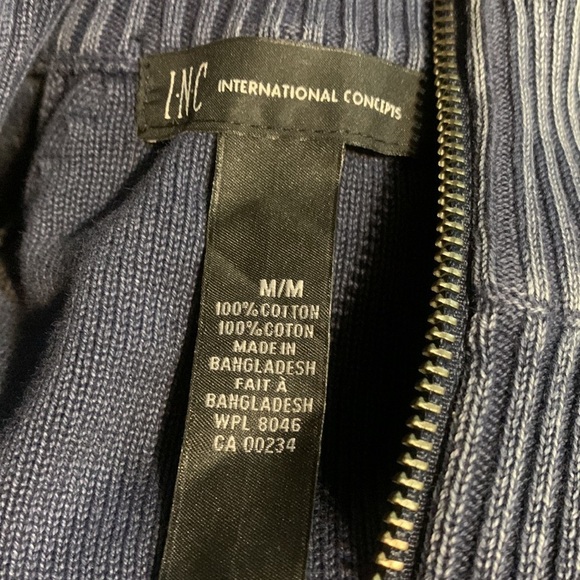 I·N·C INTERNATIONAL CONCEPTS
M/M
100% COTTON
100% COTON
MADE IN
BANGLADESH
FAIT À
BANGLADESH
WPL 8046
CA 00234